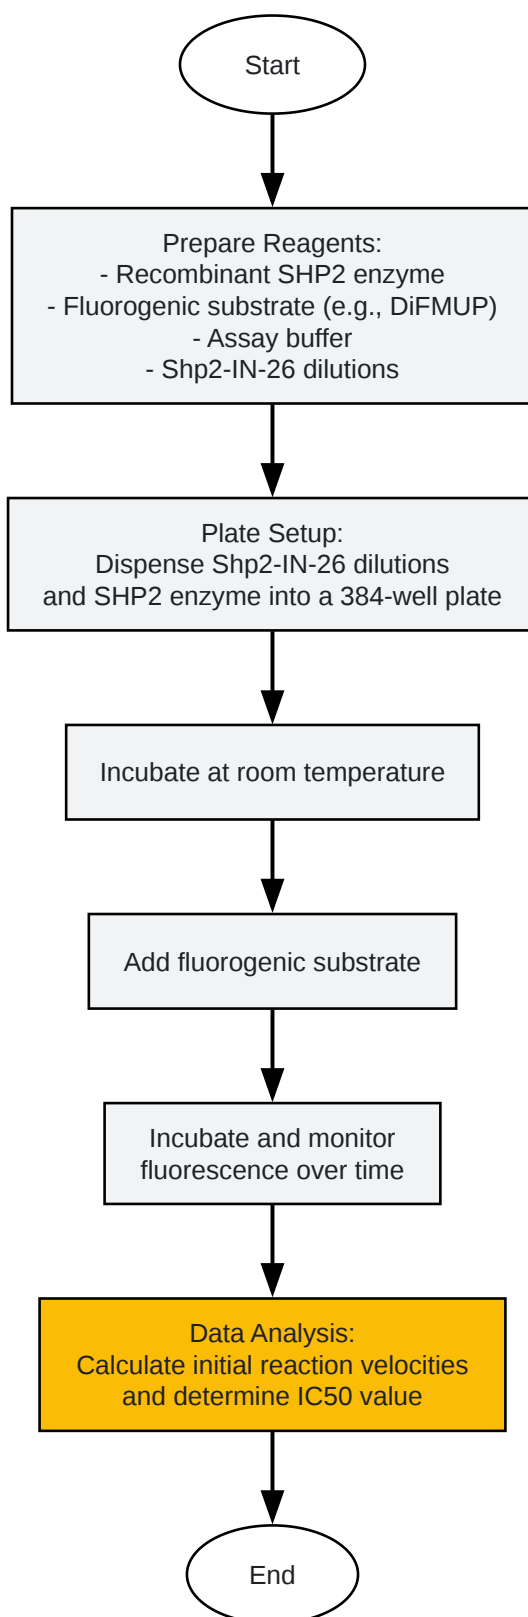 Start
Prepare Reagents:
- Recombinant SHP2 enzyme
- Fluorogenic substrate (e.g., DiFMUP)
- Assay buffer
- Shp2-IN-26 dilutions
Plate Setup:
Dispense Shp2-IN-26 dilutions
and SHP2 enzyme into a 384-well plate
Incubate at room temperature
Add fluorogenic substrate
Incubate and monitor
fluorescence over time
Data Analysis:
Calculate initial reaction velocities
and determine IC50 value
End